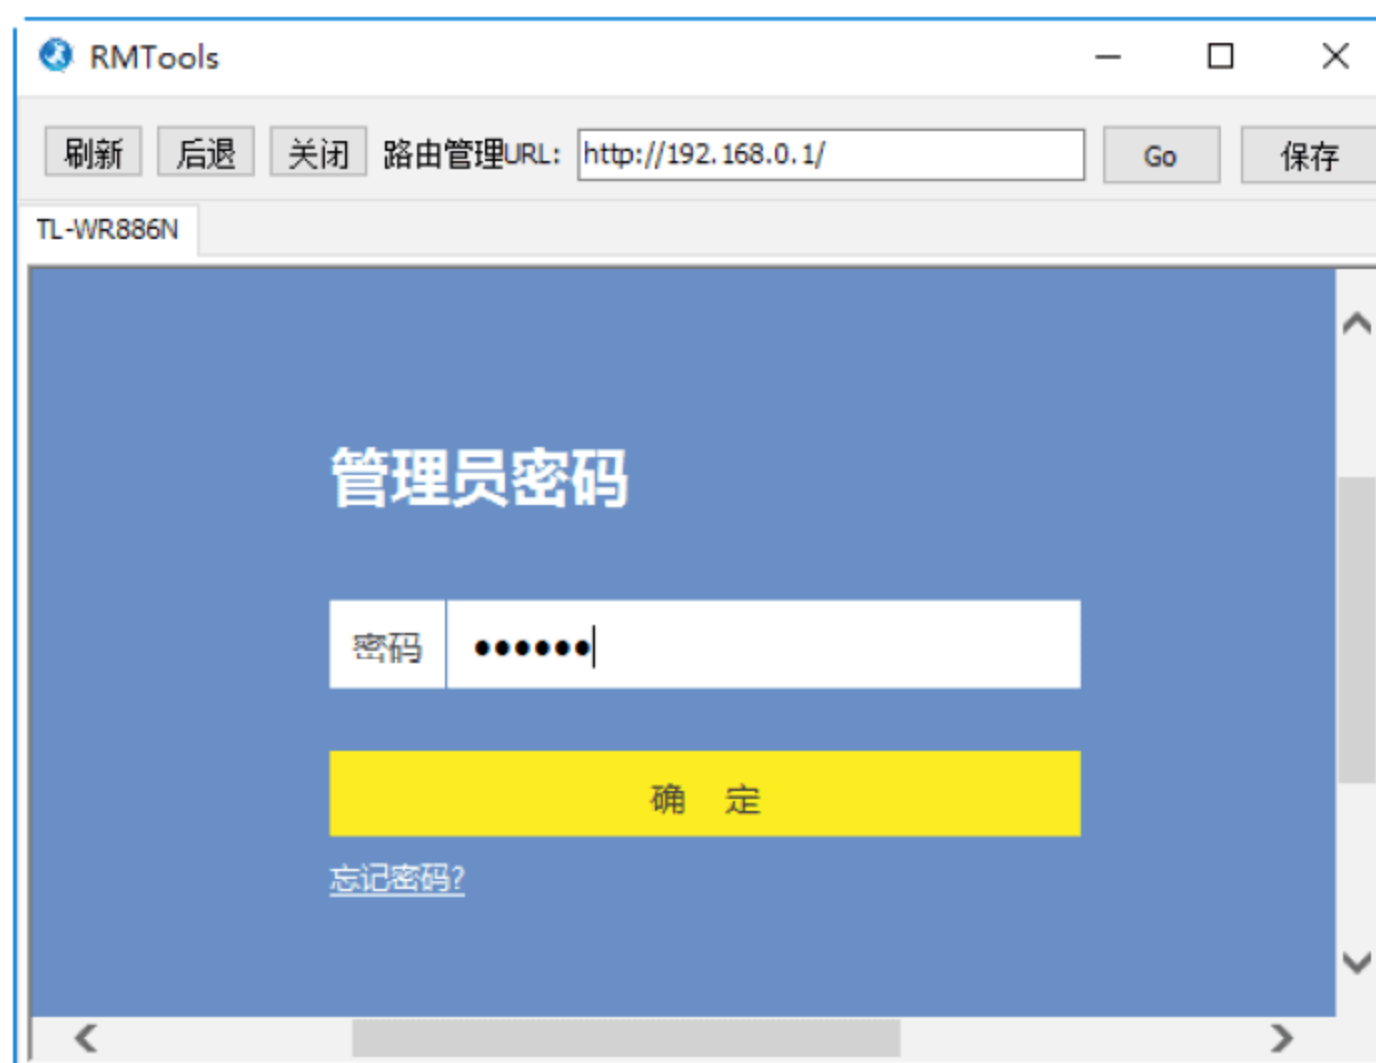 RMTools
刷新 后退 关闭 路由管理URL: http://192.168.0.1/ Go 保存
TL-WR886N
管理员密码
密码 ••••••
确 定
忘记密码?